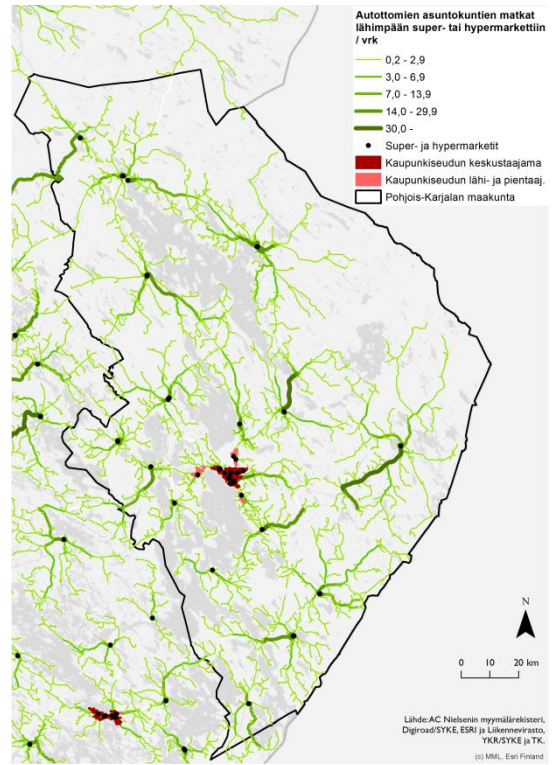 Autottomien asuntokuntien matkat
lähimpään super- tai hypermarkettiin
/ vrk
0,2 - 2,9
3,0 - 6,9
7,0 - 13,9
14,0 - 29,9
30,0 -
Super- ja hypermarketit
Kaupunkiseudun keskustaajama
Kaupunkiseudun lähi- ja pientaaj.
Pohjois-Karjalan maakunta
N
0 10 20 km
Lähde:AC Nielsenin myymälärekisteri,
Digiroad/SYKE, ESRI ja Liikennevirasto,
YKR/SYKE ja TK.
(c) MML, Esri Finland